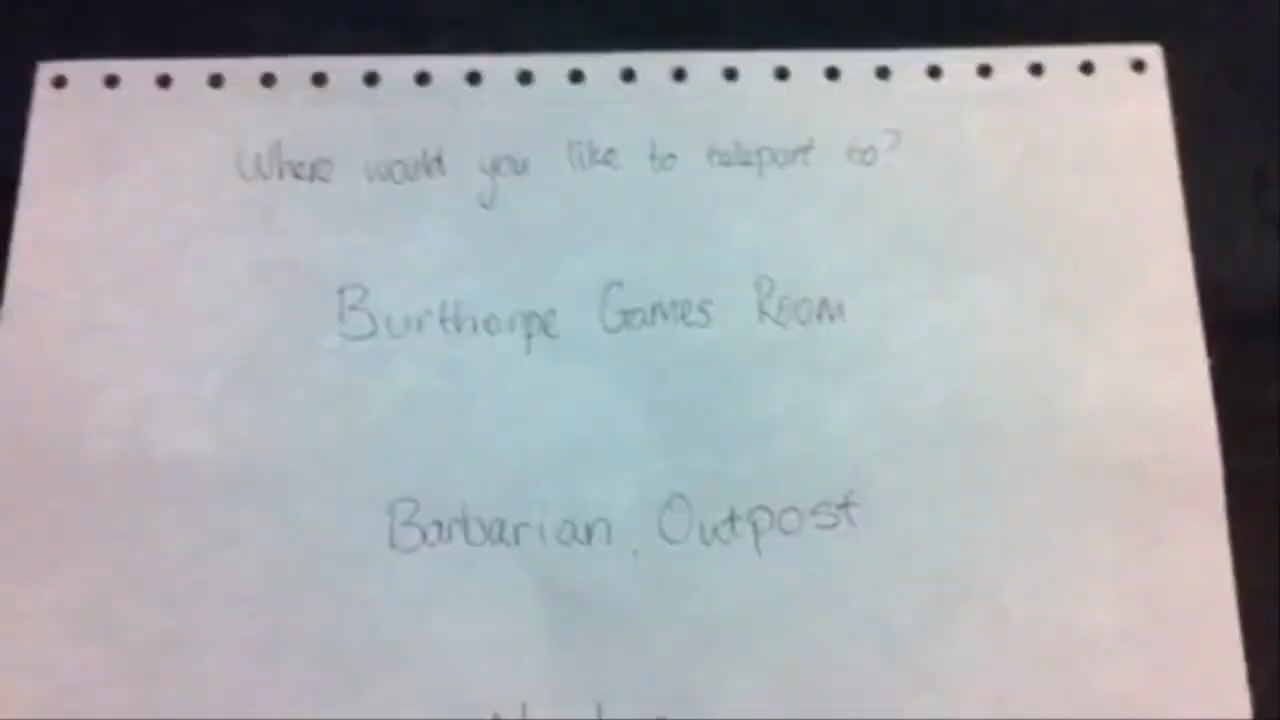 Where would you like to teleport to?
Burthorpe Games Room
Barbarian Outpost